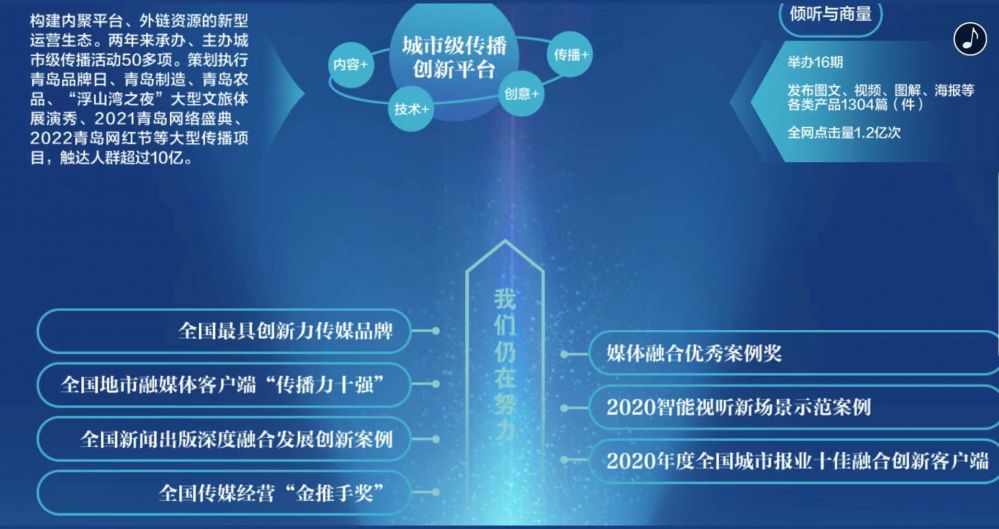 构建内聚平台、外链资源的新型
运营生态。两年来承办、主办城
市级传播活动50多项。策划执行
青岛品牌日、青岛制造、青岛农
品、“浮山湾之夜”大型文旅体
展演秀、2021青岛网络盛典、
2022青岛网红节等大型传播项
目，触达人群超过10亿。
城市级传播
创新平台
内容+
技术+
创意+
传播+
倾听与商量
举办16期
发布图文、视频、图解、海报等
各类产品1304篇（件）
全网点击量1.2亿次
我们仍在努力
全国最具创新力传媒品牌
全国地市融媒体客户端“传播力十强”
全国新闻出版深度融合发展创新案例
全国传媒经营“金推手奖”
媒体融合优秀案例奖
2020智能视听新场景示范案例
2020年度全国城市报业十佳融合创新客户端